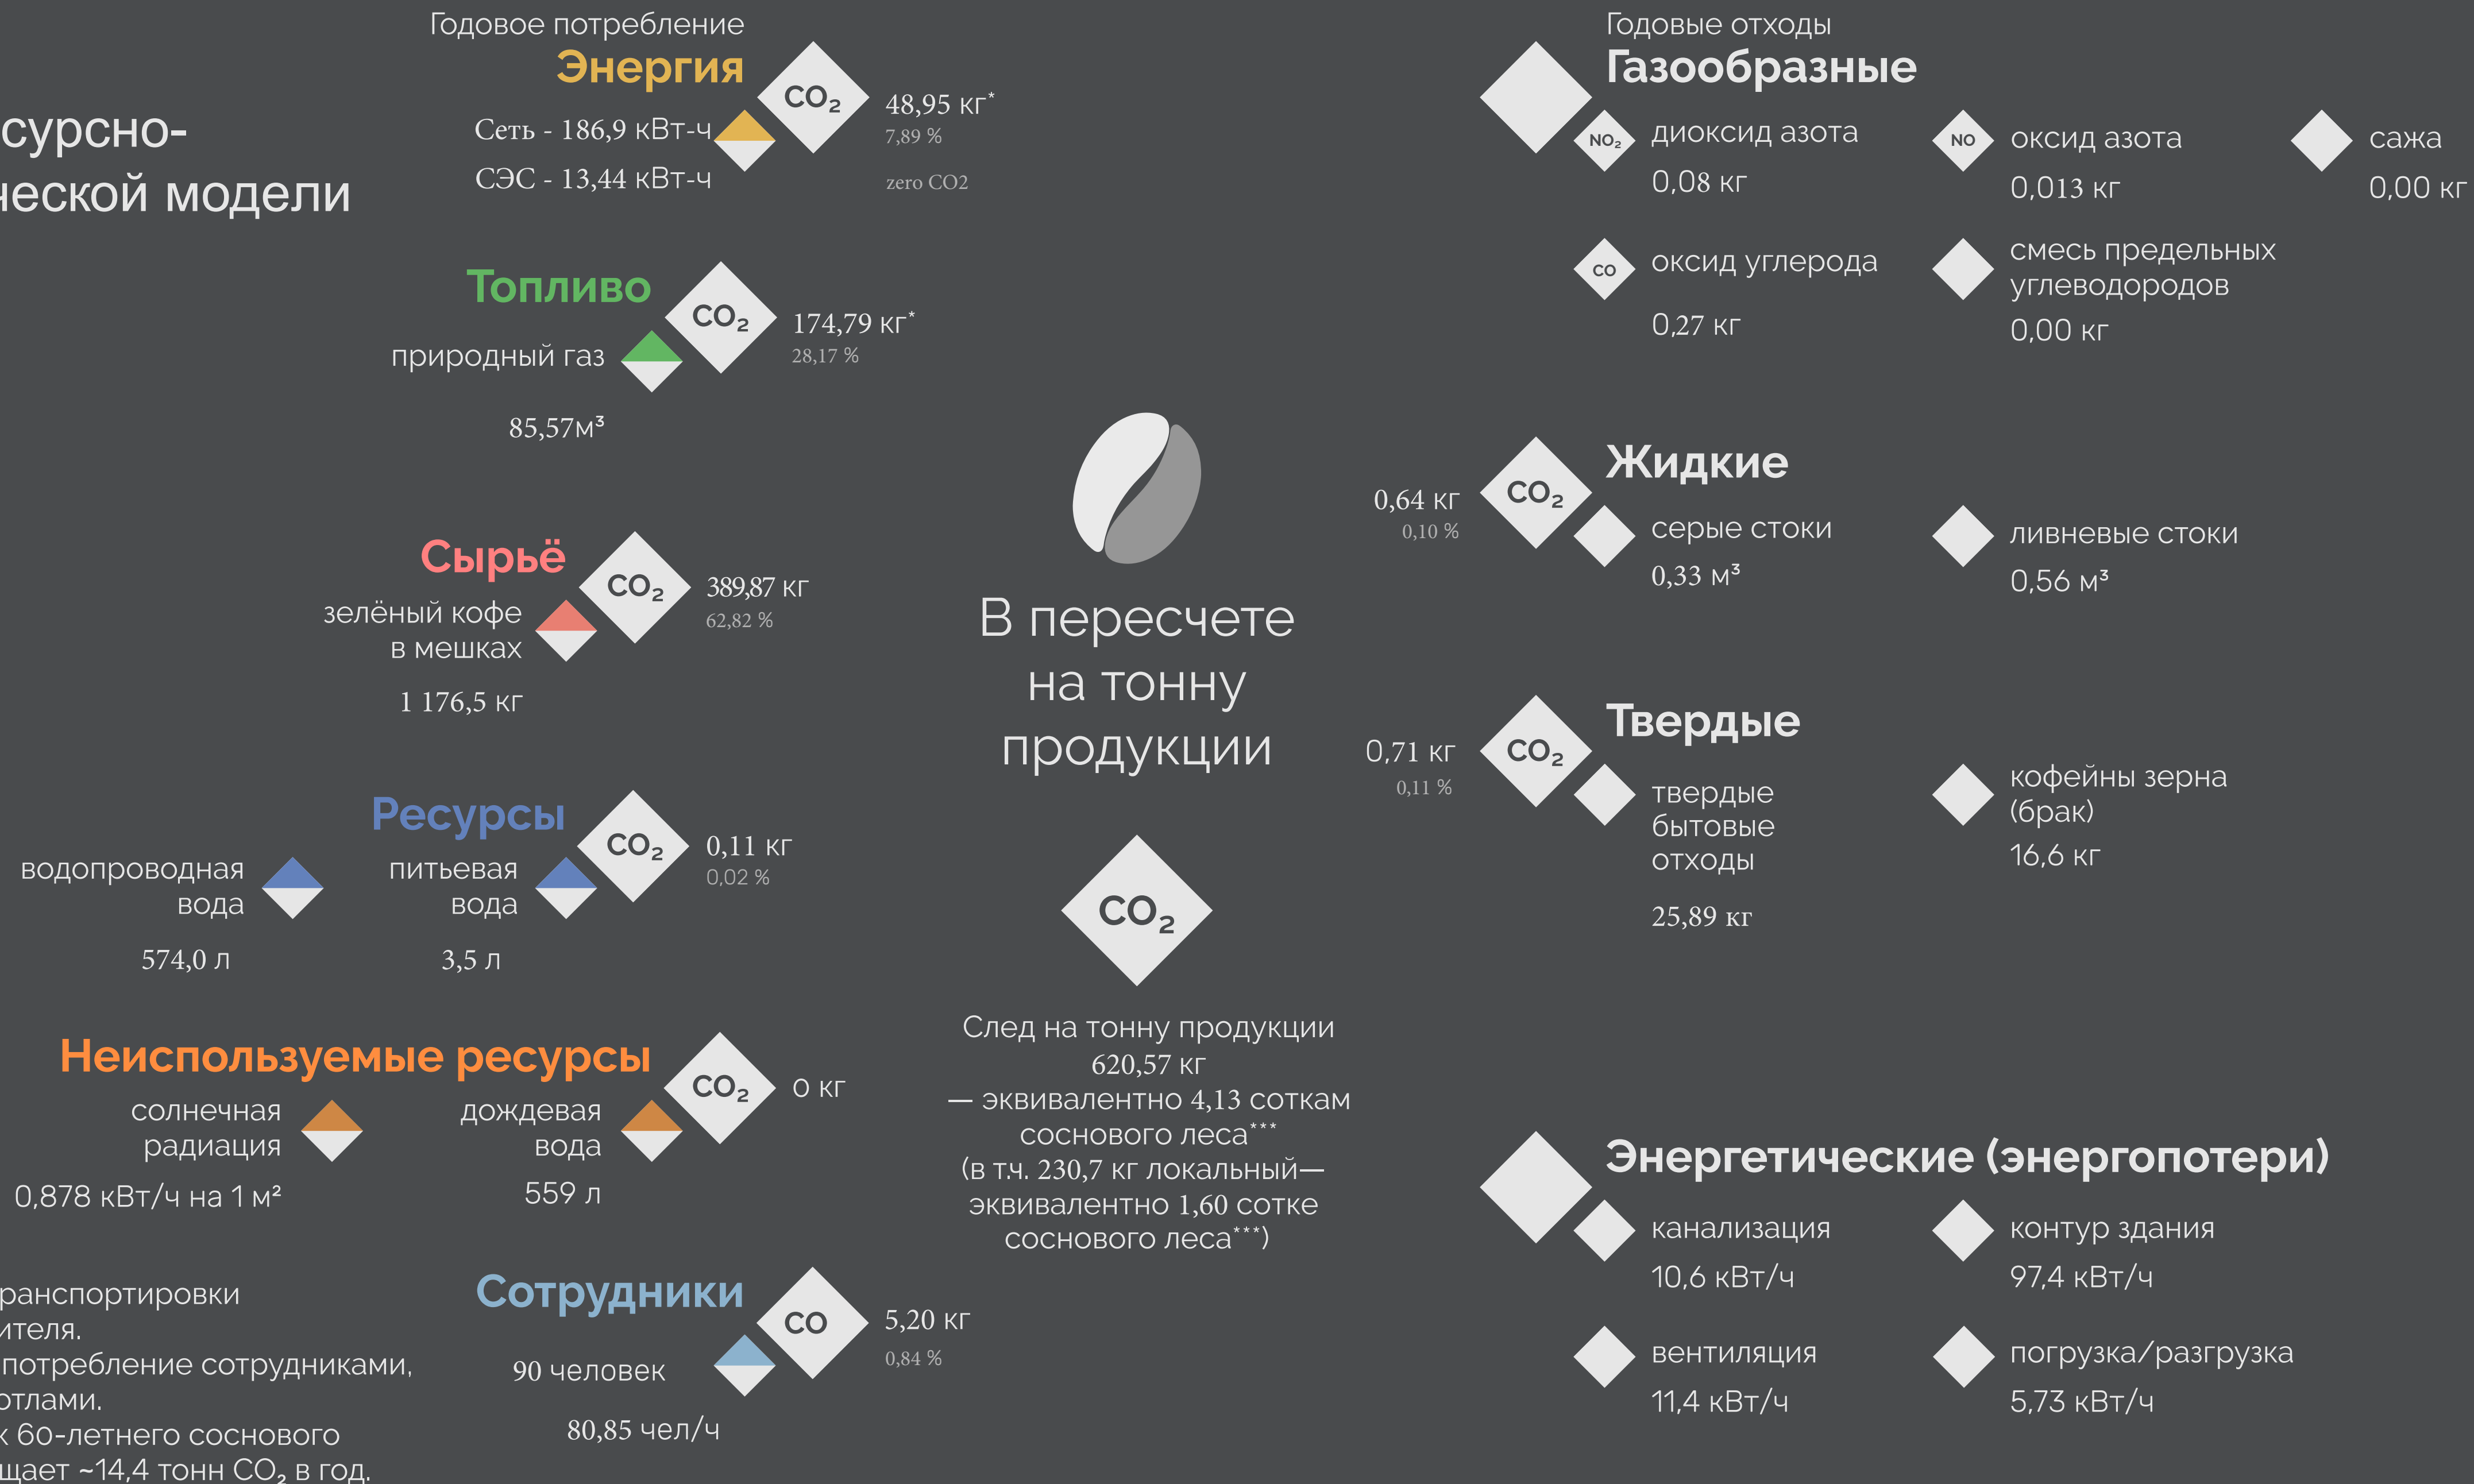 сурсно-
ческой модели
Годовое потребление
Энергия
CO₂
48,95 кг*
7,89 %
Сеть - 186,9 кВт-ч
СЭС - 13,44 кВт-ч
zero CO2
Топливо
CO₂
174,79 кг*
28,17 %
природный газ
85,57м³
Сырьё
CO₂
389,87 кг
62,82 %
зелёный кофе
в мешках
1 176,5 кг
Ресурсы
CO₂
0,11 кг
0,02 %
водопроводная
вода
574,0 л
питьевая
вода
3,5 л
Неиспользуемые ресурсы
CO₂
0 кг
солнечная
радиация
0,878 кВт/ч на 1 м²
дождевая
вода
559 л
Сотрудники
CO
5,20 кг
0,84 %
90 человек
80,85 чел/ч
ранспортировки
ителя.
потребление сотрудниками,
отлами.
к 60-летнего соснового
щает ~14,4 тонн CO₂ в год.
В пересчете
на тонну
продукции
CO₂
След на тонну продукции
620,57 кг
— эквивалентно 4,13 соткам
соснового леса***
(в т.ч. 230,7 кг локальный—
эквивалентно 1,60 сотке
соснового леса***)
Годовые отходы
Газообразные
NO₂
диоксид азота
0,08 кг
NO
оксид азота
0,013 кг
сажа
0,00 кг
CO
оксид углерода
0,27 кг
смесь предельных
углеводородов
0,00 кг
Жидкие
CO₂
0,64 кг
0,10 %
серые стоки
0,33 м³
ливневые стоки
0,56 м³
Твердые
CO₂
0,71 кг
0,11 %
твердые
бытовые
отходы
25,89 кг
кофейны зерна
(брак)
16,6 кг
Энергетические (энергопотери)
канализация
10,6 кВт/ч
контур здания
97,4 кВт/ч
вентиляция
11,4 кВт/ч
погрузка/разгрузка
5,73 кВт/ч